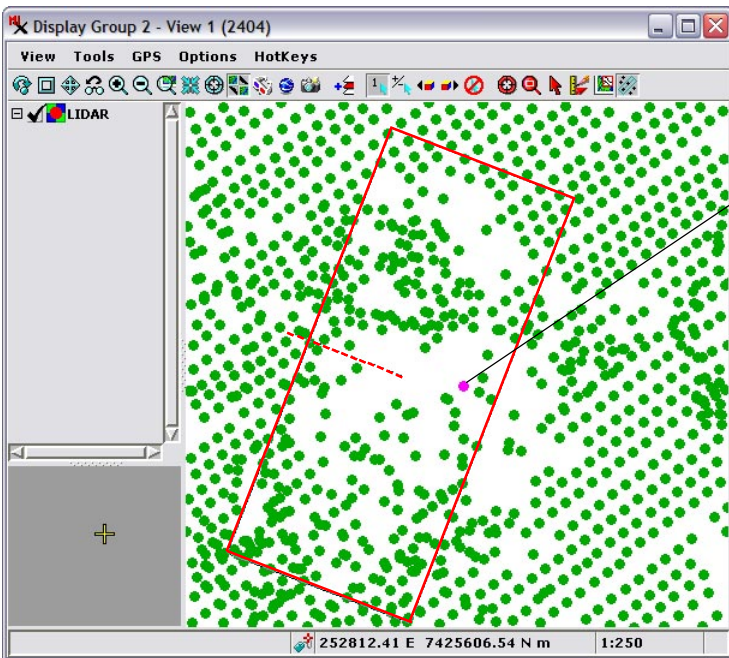 Display Group 2 - View 1 (2404)
View Tools GPS Options HotKeys
LIDAR
252812.41 E 7425606.54 N m 1:250